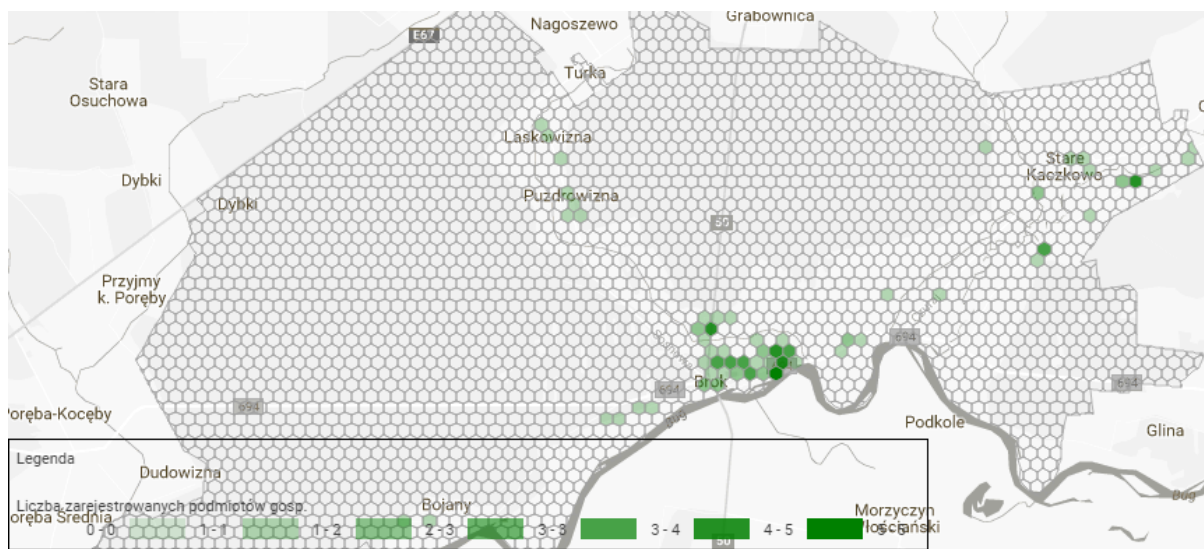 Grabownica
Nagoszewo
E67
Turka
Stara
Osuchowa
Laskowizna
Stare
Kaczkowo
Dybki
Dybki
Puzdrowizna
50
Przyjmy
k. Poręby
694
Brok
694
694
694
Bug
Poręba-Kocęby
Podkole
Glina
Legenda
Dudowizna
Bug
Liczba zarejestrowanych podmiotów gosp.
Bojany
Morzyczyn
Włościański
Poręba Średnia
0 - 0
1 - 1
1 - 2
2 - 3
3 - 3
3 - 4
4 - 5
50